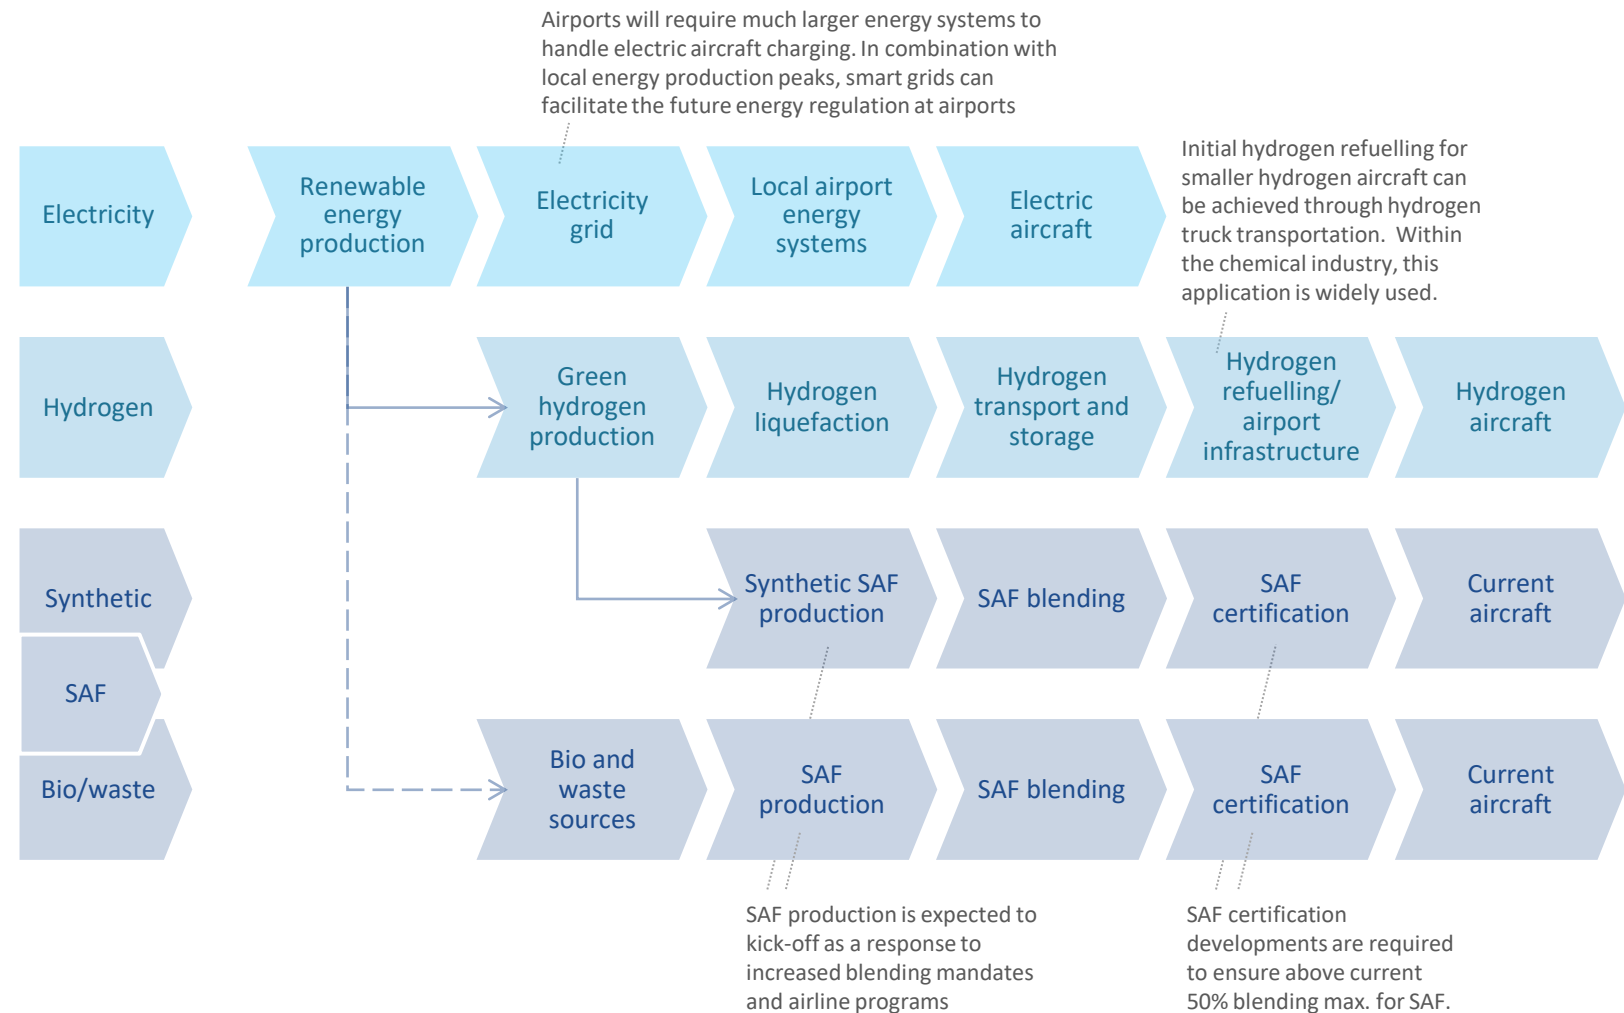 Airports will require much larger energy systems to
handle electric aircraft charging. In combination with
local energy production peaks, smart grids can
facilitate the future energy regulation at airports
Initial hydrogen refuelling for
smaller hydrogen aircraft can
be achieved through hydrogen
truck transportation.  Within
the chemical industry, this
application is widely used.
Electricity
Renewable
energy
production
Electricity
grid
Local airport
energy
systems
Electric
aircraft
Hydrogen
Green
hydrogen
production
Hydrogen
liquefaction
Hydrogen
transport and
storage
Hydrogen
refuelling/
airport
infrastructure
Hydrogen
aircraft
Synthetic
Synthetic SAF
production
SAF blending
SAF
certification
Current
aircraft
SAF
Bio/waste
Bio and
waste
sources
SAF
production
SAF blending
SAF
certification
Current
aircraft
SAF production is expected to
kick-off as a response to
increased blending mandates
and airline programs
SAF certification
developments are required
to ensure above current
50% blending max. for SAF.